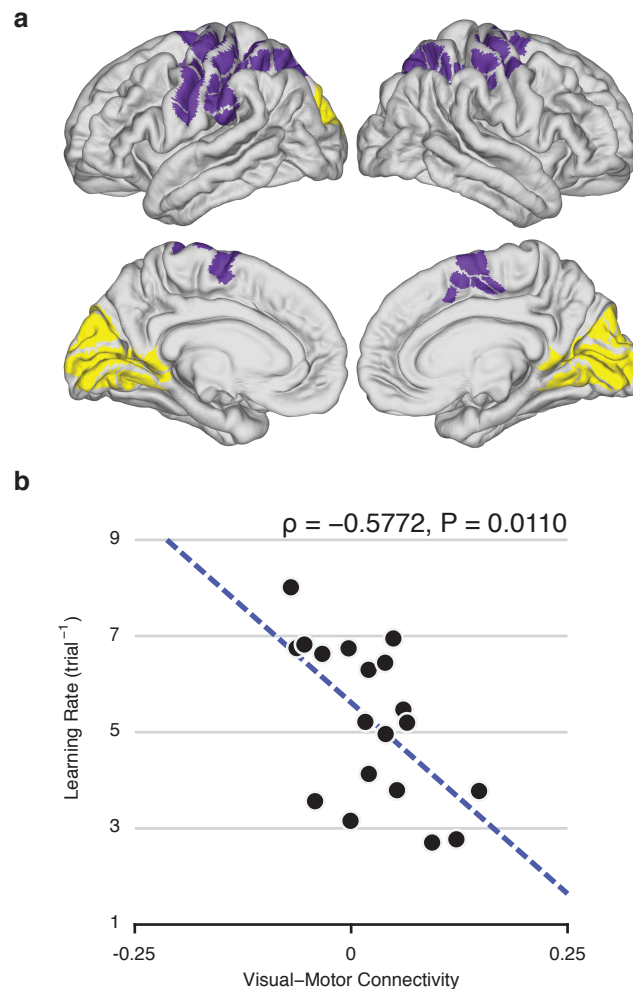 a
b
ρ = −0.5772, P = 0.0110
9
7
5
3
1
Learning Rate (trial⁻¹)
-0.25 0 0.25
Visual−Motor Connectivity